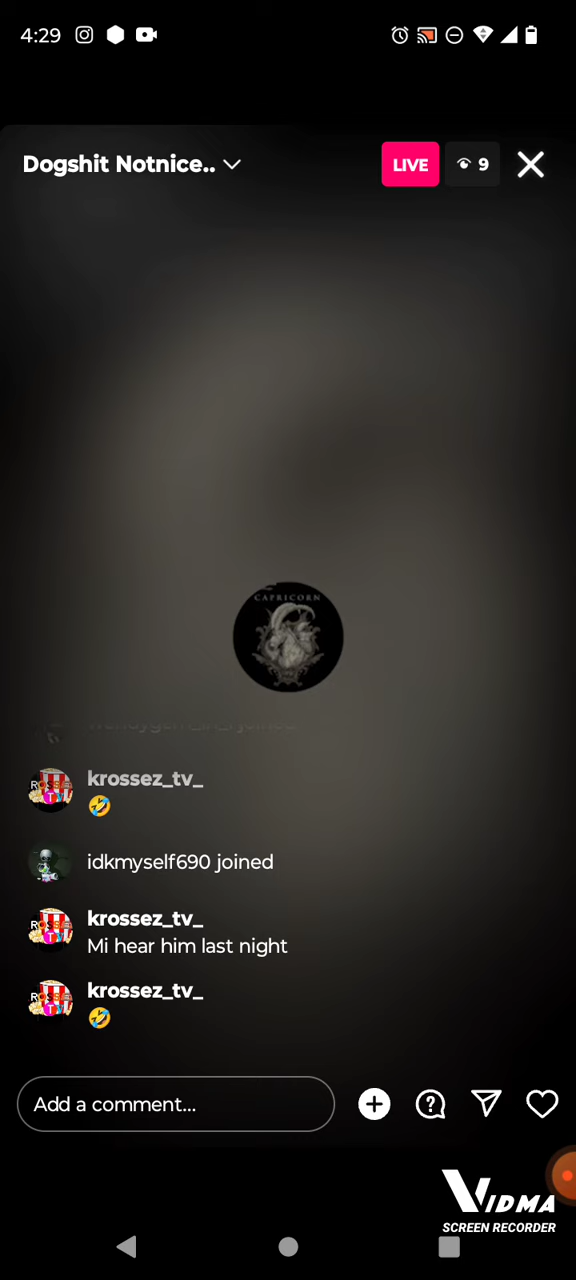 4:29
Dogshit Notnice..
LIVE
9
CAPRICORN
joined
krossez_tv_
🤣
idkmyself690 joined
krossez_tv_
Mi hear him last night
krossez_tv_
🤣
Add a comment...
VIDMA
SCREEN RECORDER